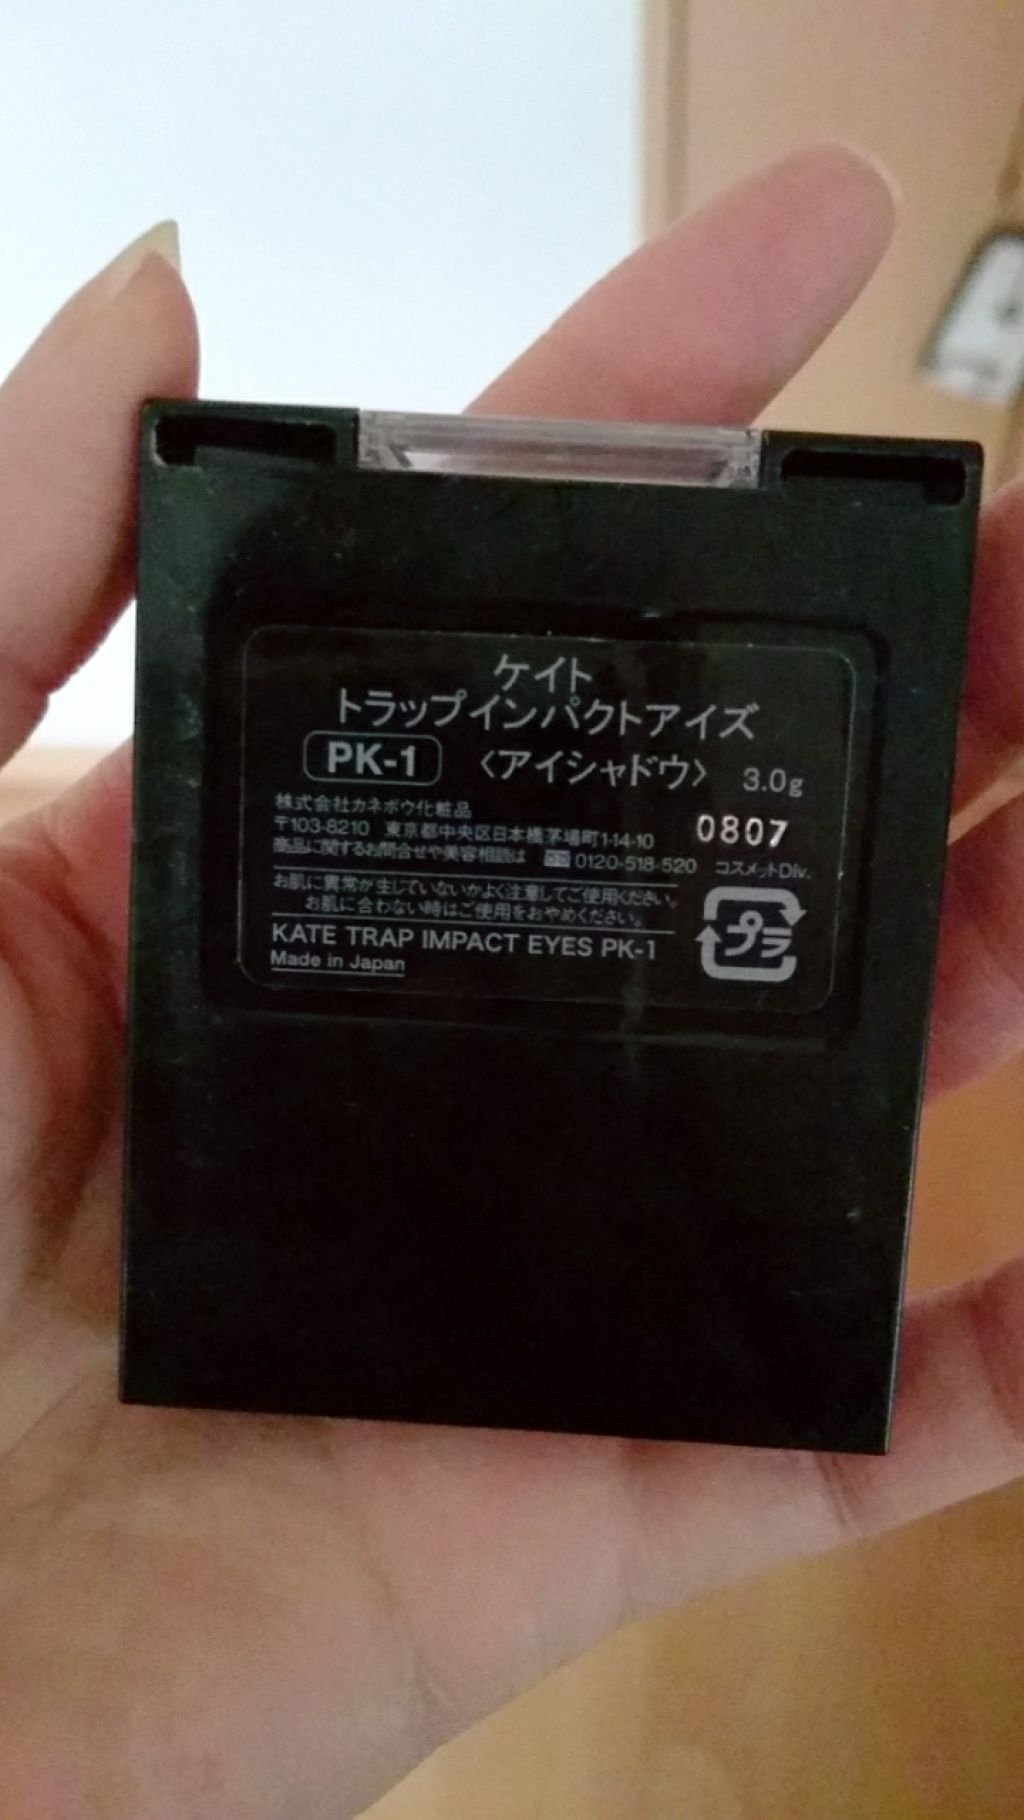 ケイト
トラップインパクトアイズ
PK-1 〈アイシャドウ〉 3.0g
株式会社カネボウ化粧品
〒103-8210 東京都中央区日本橋茅場町1-14-10
0807
商品に関するお問合せや美容相談は 0120-518-520 コスメットDiv.
お肌に異常が生じていないかよく注意してご使用ください。
お肌に合わない時はご使用をおやめください。
プラ
KATE TRAP IMPACT EYES PK-1
Made in Japan